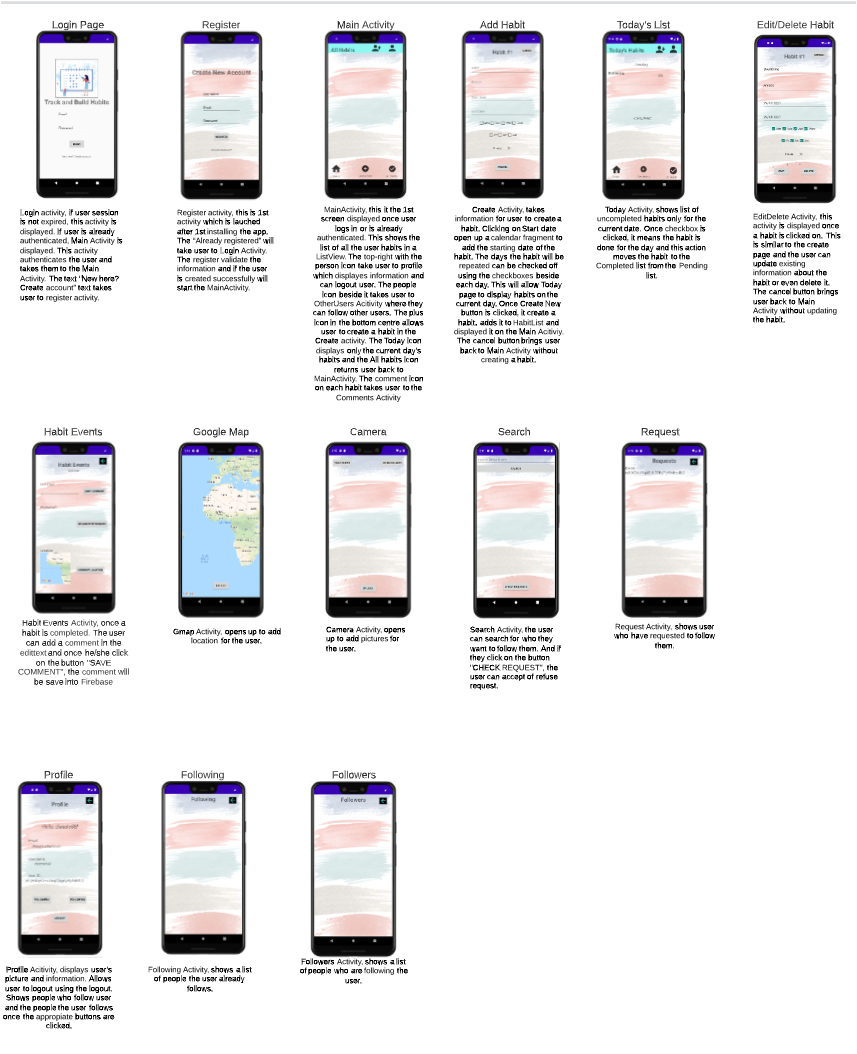 Login Page
Register
Main Activity
Add Habit
Today's List
Edit/Delete Habit
Track and Build Habits
Create New Account
All Habits
Habit #1
Today's Habits
Habit #1
Login activity, if user session
is not expired, this activity is
displayed. If user is already
authenticated, Main Activity is
displayed. This activity
authenticates the user and
takes them to the Main
Activity. The text "New here?
Create account" text takes
user to register activity.
Register activity, this is 1st
activity which is lauched
after 1st installing the app.
The "Already registered" will
take user to Login Activity.
The register validate the
information and if the user
is created successfully will
start the MainActivity.
MainActivity, this it the 1st
screen displayed once user
logs in or is already
authenticated. This shows the
list of all the user habits in a
ListView. The top-right with the
person icon take user to profile
which displayes information and
can logout user. The people
icon beside it takes user to
OtherUsers Activity where they
can follow other users. The plus
icon in the bottom centre allows
user to create a habit in the
Create activity. The Today icon
displays only the current day's
habits and the All habits icon
returns user back to
MainActivity. The comment icon
on each habit takes user to the
Comments Activity
Create Activity, takes
information for user to create a
habit. Clicking on Start date
open up a calendar fragment to
add the starting date of the
habit. The days the habit will be
repeated can be checked off
using the checkboxes beside
each day. This will allow Today
page to display habits on the
current day. Once Create New
button is clicked, it create a
habit, adds it to HabitList and
displayed it on the Main Activiy.
The cancel button brings user
back to Main Activity without
creating a habit.
Today Activity, shows list of
uncompleted habits only for the
current date. Once checkbox is
clicked, it means the habit is
done for the day and this action
moves the habit to the
Completed list from the Pending
list.
EditDelete Activity, this
activity is displayed once
a habit is clicked on. This
is similar to the create
page and the user can
update existing
information about the
habit or even delete it.
The cancel button brings
user back to Main
Activity without updating
the habit.
Habit Events
Google Map
Camera
Search
Request
Habit Events
Requests
Habit Events Activity, once a
habit is completed. The user
can add a comment in the
edittext and once he/she click
on the button "SAVE
COMMENT", the comment will
be save into Firebase
Gmap Activity, opens up to add
location for the user.
Camera Activity, opens
up to add pictures for
the user.
Search Activity, the user
can search for who they
want to follow them. And if
they click on the button
"CHECK REQUEST", the
user can accept of refuse
request.
Request Activity, shows user
who have requested to follow
them.
Profile
Following
Followers
Profile
Following
Followers
Profile Acitivity, displays user's
picture and information. Allows
user to logout using the logout.
Shows people who follow user
and the people the user follows
once the appropiate buttons are
clicked.
Following Activity, shows a list
of people the user already
follows.
Followers Activity, shows a list
of people who are following the
user.